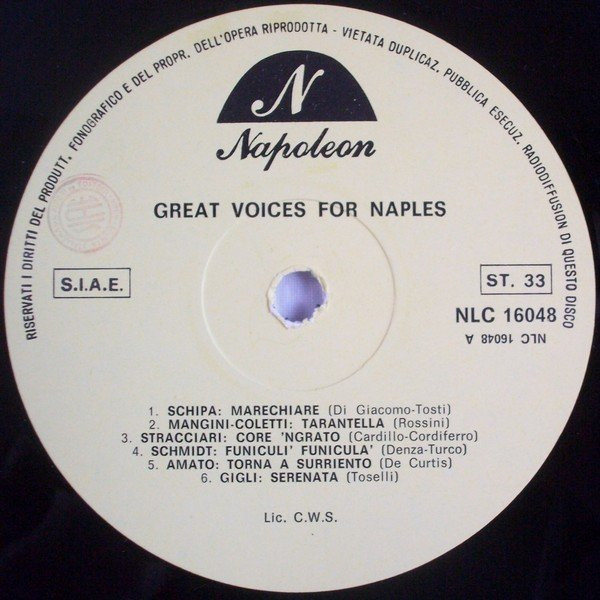 RISERVATI I DIRITTI DEL PRODUTT. FONOGRAFICO E DEL PROPR. DELL'OPERA RIPRODOTTA - VIETATA DUPLICAZ. PUBBLICA ESECUZ. RADIODIFFUSION DI QUESTO DISCO
N
Napoleon
GREAT VOICES FOR NAPLES
S.I.A.E.
ST. 33
NLC 16048
NLC 16048 A
1. SCHIPA: MARECHIARE (Di Giacomo-Tosti)
2. MANGINI-COLETTI: TARANTELLA (Rossini)
3. STRACCIARI: CORE 'NGRATO (Cardillo-Cordiferro)
4. SCHMIDT: FUNICULI' FUNICULA' (Denza-Turco)
5. AMATO: TORNA A SURRIENTO (De Curtis)
6. GIGLI: SERENATA (Toselli)
Lic. C.W.S.